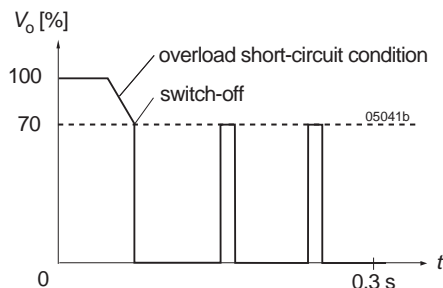 Vo [%]
overload short-circuit condition
100
switch-off
70
05041b
t
0
0.3 s